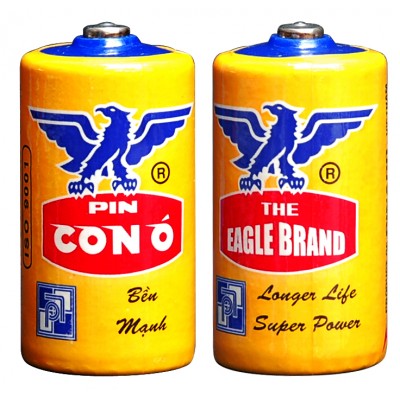 PIN
CON Ó
®
Bền
Mạnh
ISO 9001
THE
EAGLE BRAND
®
Longer Life
Super Power